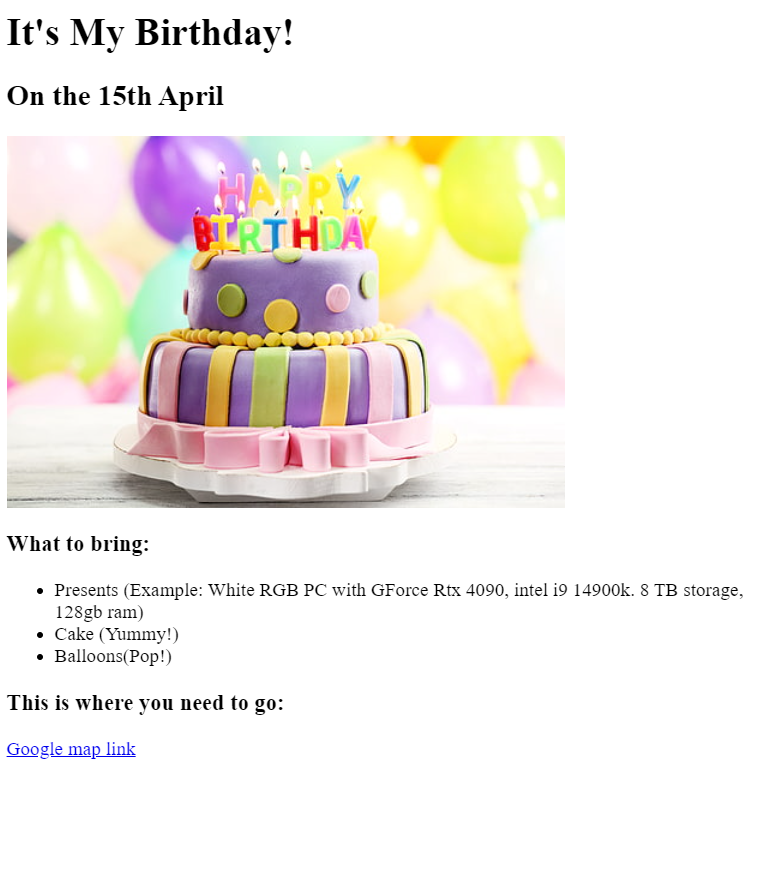 It's My Birthday!
On the 15th April
HAPPY
BIRTHDAY
What to bring:
Presents (Example: White RGB PC with GForce Rtx 4090, intel i9 14900k. 8 TB storage,
128gb ram)
Cake (Yummy!)
Balloons(Pop!)
This is where you need to go:
Google map link